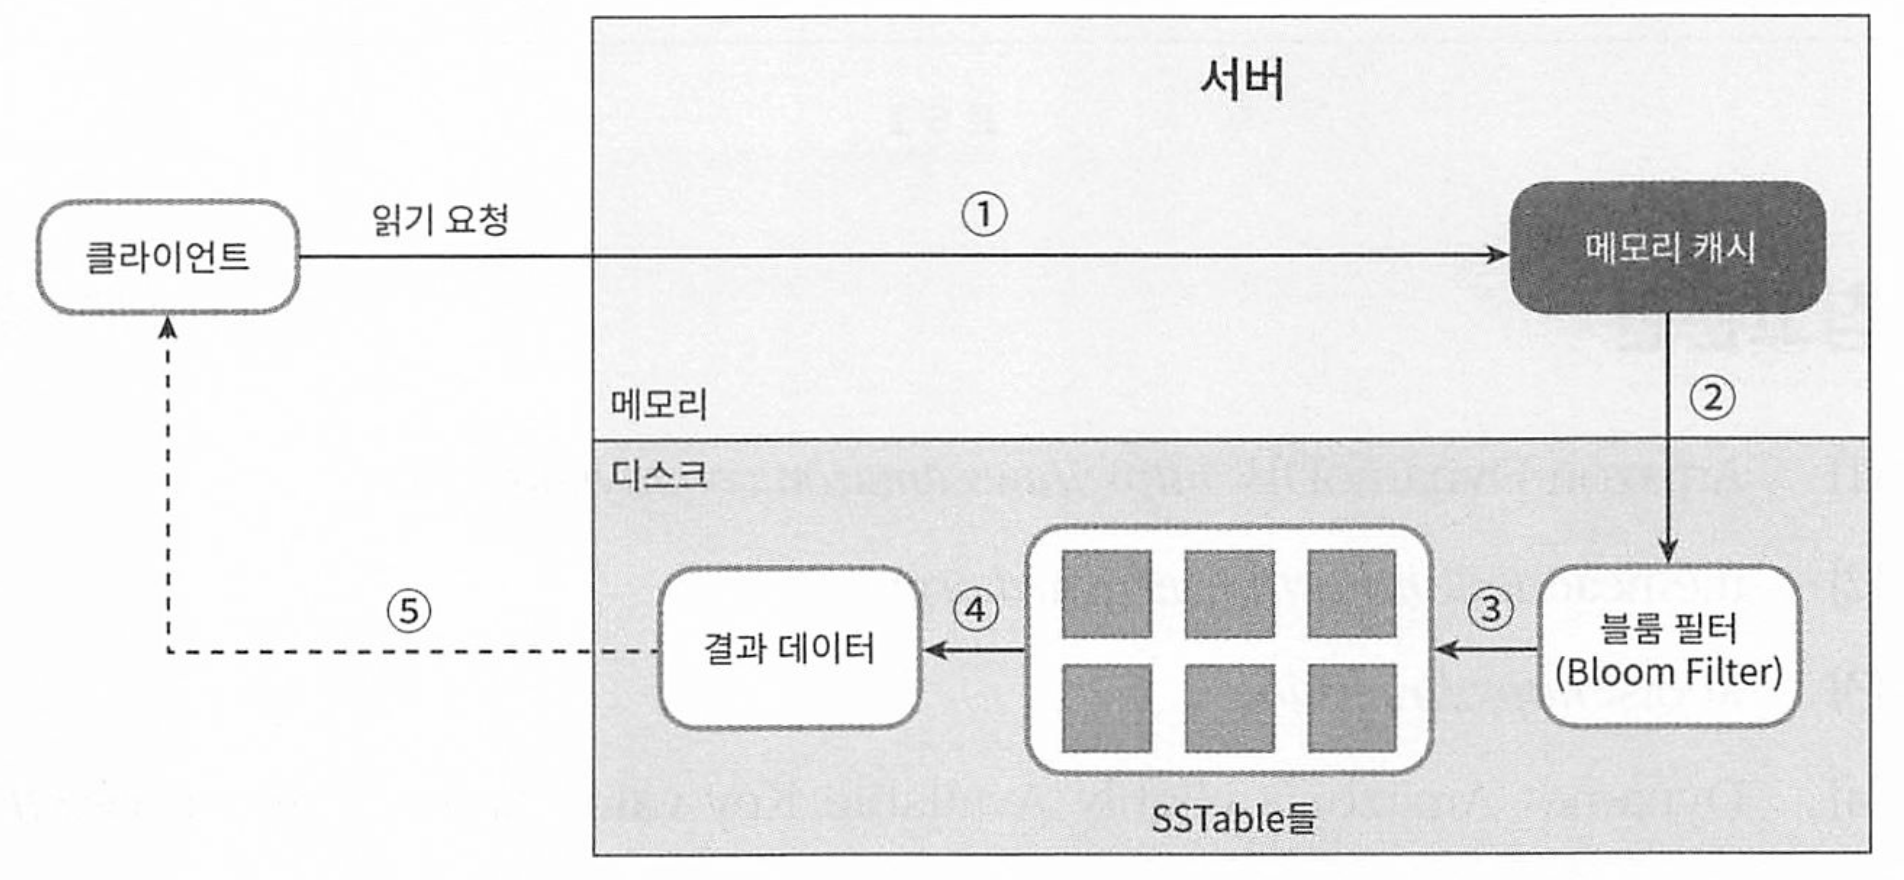 서버
클라이언트
읽기 요청
①
메모리 캐시
②
메모리
디스크
⑤
결과 데이터
④
③
블룸 필터
(Bloom Filter)
SSTable들